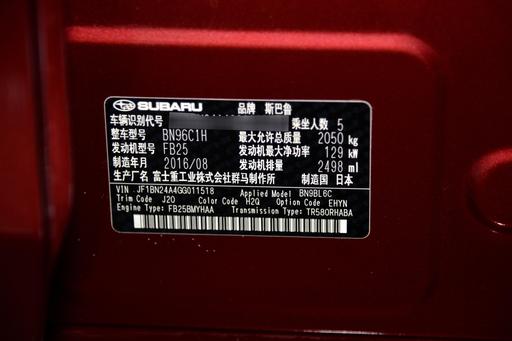 SUBARU 品牌 斯巴鲁
车辆识别代号 乘坐人数 5
整车型号 BN96C1H 最大允许总质量 2050 kg
发动机型号 FB25 发动机最大净功率 129 kW
制造年月 2016/08 发动机排量 2498 ml
生产厂名 富士重工业株式会社群马制作所 制造国 日本
VIN JF1BN24A4GG011518 Applied Model BN9BL6C
Trim Code J20 Color Code H2Q Option Code EHYN
Engine Type: FB25BMYHAA Transmission Type: TR580RHABA